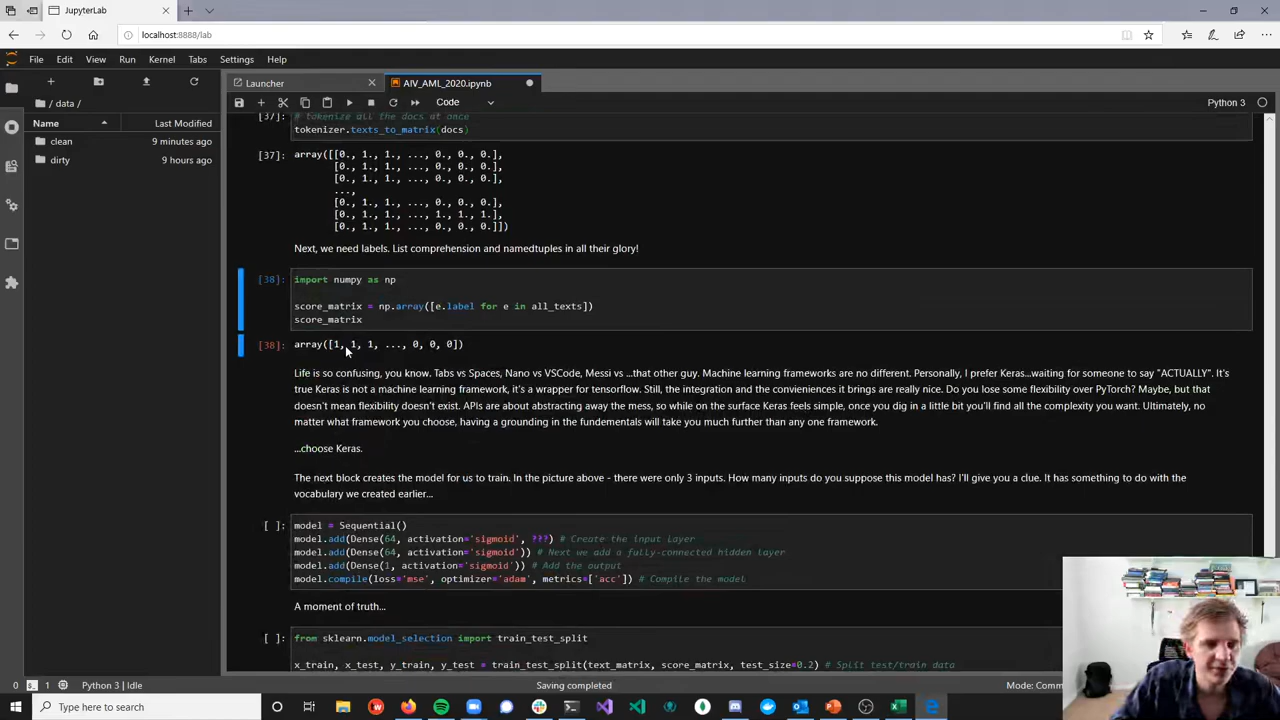 JupyterLab
localhost:8888/lab
File Edit View Run Kernel Tabs Settings Help
Launcher
AIV_AML_2020.ipynb
/ data /
Code
Python 3
Name
Last Modified
clean
9 minutes ago
dirty
9 hours ago
[37]:
# tokenize all the docs at once
tokenizer.texts_to_matrix(docs)
[37]:
array([[0., 1., 1., ..., 0., 0., 0.],
[0., 1., 1., ..., 0., 0., 0.],
[0., 1., 1., ..., 0., 0., 0.],
...,
[0., 1., 1., ..., 0., 0., 0.],
[0., 1., 1., ..., 1., 1., 1.],
[0., 1., 1., ..., 0., 0., 0.]])
Next, we need labels. List comprehension and namedtuples in all their glory!
[38]:
import numpy as np
score_matrix = np.array([e.label for e in all_texts])
score_matrix
[38]:
array([1, 1, 1, ..., 0, 0, 0])
Life is so confusing, you know. Tabs vs Spaces, Nano vs VSCode, Messi vs ...that other guy. Machine learning frameworks are no different. Personally, I prefer Keras...waiting for someone to say "ACTUALLY". It's
true Keras is not a machine learning framework, it's a wrapper for tensorflow. Still, the integration and the convieniences it brings are really nice. Do you lose some flexibility over PyTorch? Maybe, but that
doesn't mean flexibility doesn't exist. APIs are about abstracting away the mess, so while on the surface Keras feels simple, once you dig in a little bit you'll find all the complexity you want. Ultimately, no
matter what framework you choose, having a grounding in the fundementals will take you much further than any one framework.
...choose Keras.
The next block creates the model for us to train. In the picture above - there were only 3 inputs. How many inputs do you suppose this model has? I'll give you a clue. It has something to do with the
vocabulary we created earlier...
[ ]:
model = Sequential()
model.add(Dense(64, activation='sigmoid', ???) # Create the input Layer
model.add(Dense(64, activation='sigmoid')) # Next we add a fully-connected hidden layer
model.add(Dense(1, activation='sigmoid')) # Add the output
model.compile(loss='mse', optimizer='adam', metrics=['acc']) # Compile the model
A moment of truth...
[ ]:
from sklearn.model_selection import train_test_split
x_train, x_test, y_train, y_test = train_test_split(text_matrix, score_matrix, test_size=0.2) # Split test/train data
0
1
Python 3 | Idle
Saving completed
Mode: Comm
Type here to search